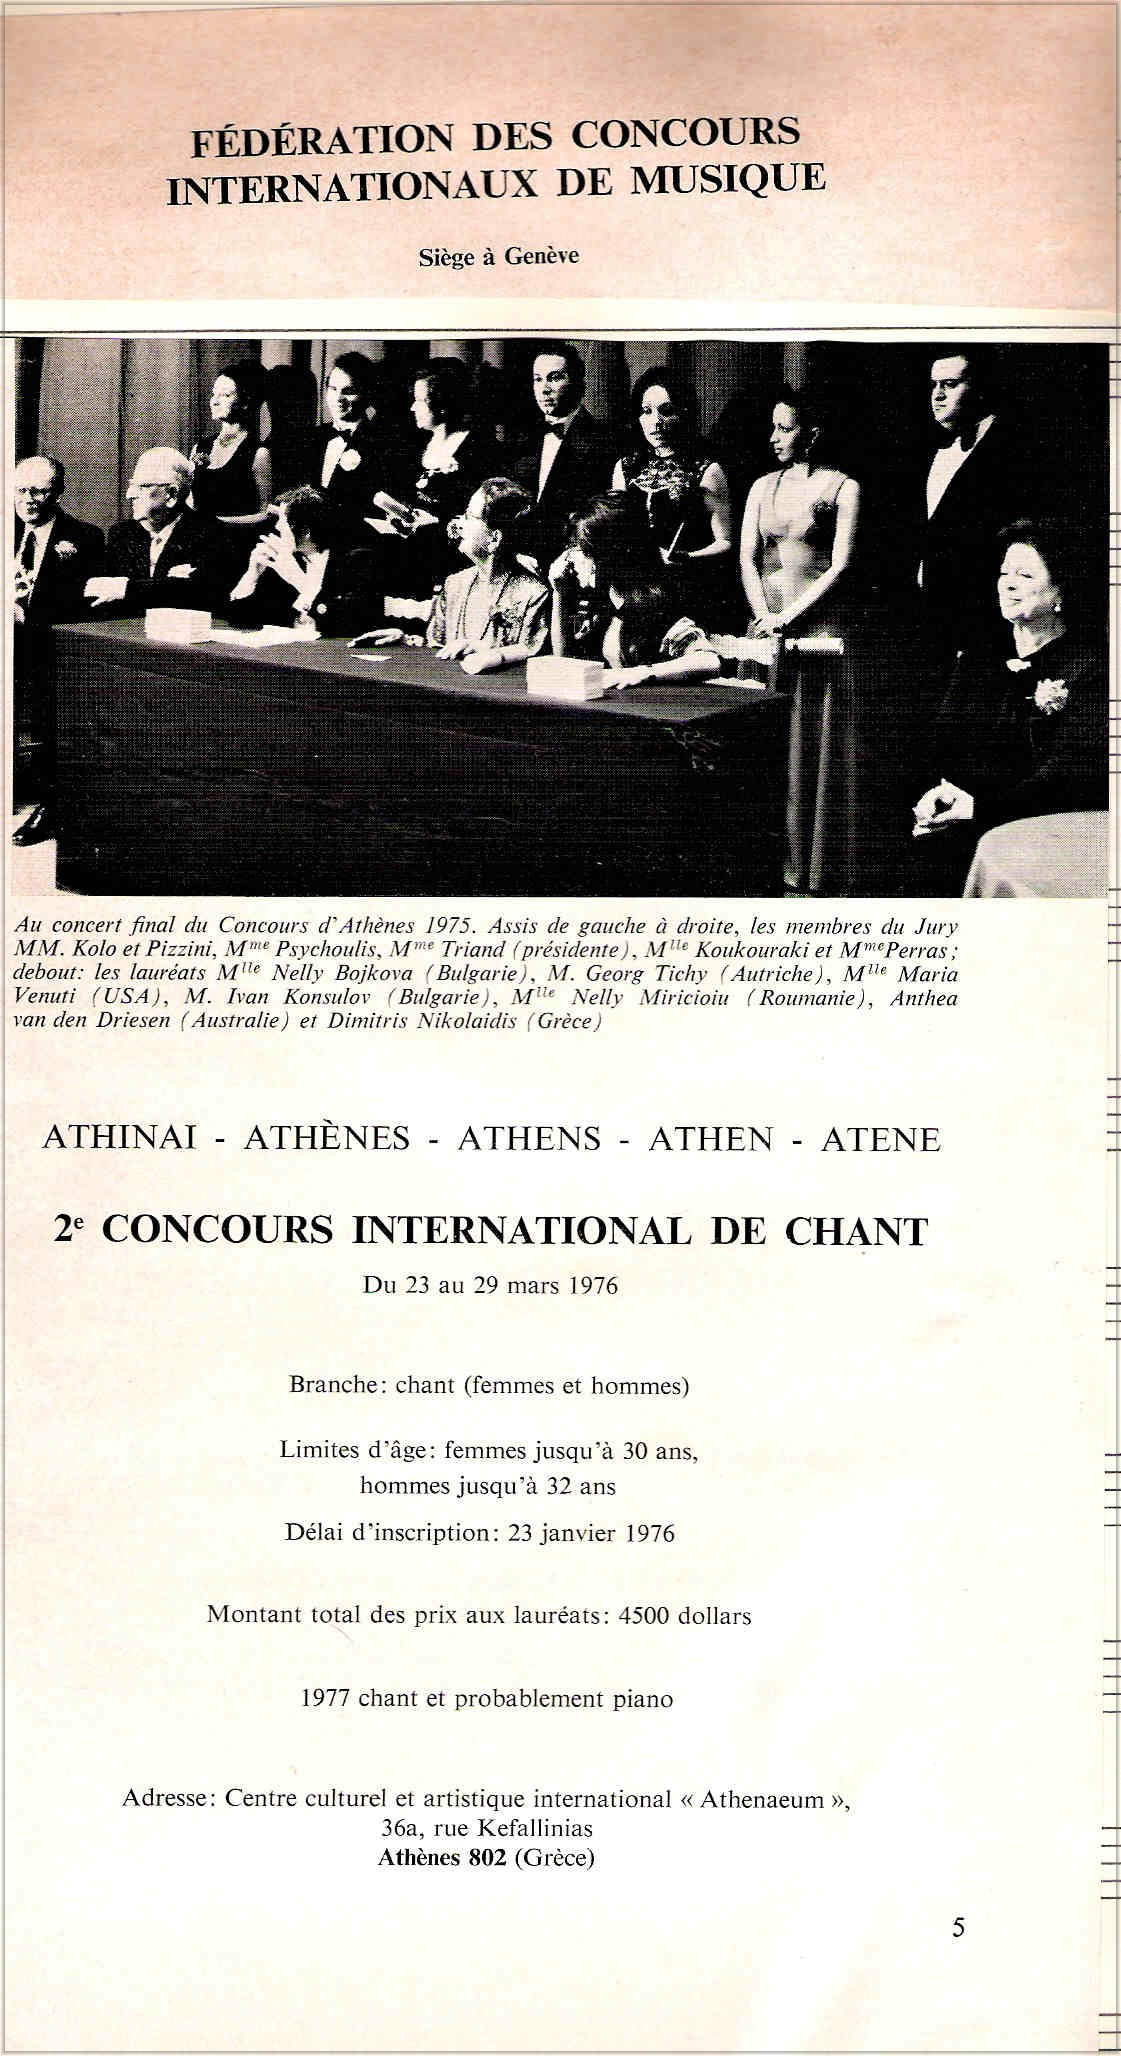 FÉDÉRATION DES CONCOURS
INTERNATIONAUX DE MUSIQUE
Siège à Genève
Au concert final du Concours d'Athènes 1975. Assis de gauche à droite, les membres du Jury
MM. Kolo et Pizzini, Mme Psychoulis, Mme Triand (présidente), Mlle Koukouraki et Mme Perras;
debout: les lauréats Mlle Nelly Bojkova (Bulgarie), M. Georg Tichy (Autriche), Mlle Maria
Venuti (USA), M. Ivan Konsulov (Bulgarie), Mlle Nelly Miricioiu (Roumanie), Anthea
van den Driesen (Australie) et Dimitris Nikolaidis (Grèce)
ATHINAI - ATHÈNES - ATHENS - ATHEN - ATENE
2e CONCOURS INTERNATIONAL DE CHANT
Du 23 au 29 mars 1976
Branche: chant (femmes et hommes)
Limites d'âge: femmes jusqu'à 30 ans,
hommes jusqu'à 32 ans
Délai d'inscription: 23 janvier 1976
Montant total des prix aux lauréats: 4500 dollars
1977 chant et probablement piano
Adresse: Centre culturel et artistique international « Athenaeum »,
36a, rue Kefallinias
Athènes 802 (Grèce)
5